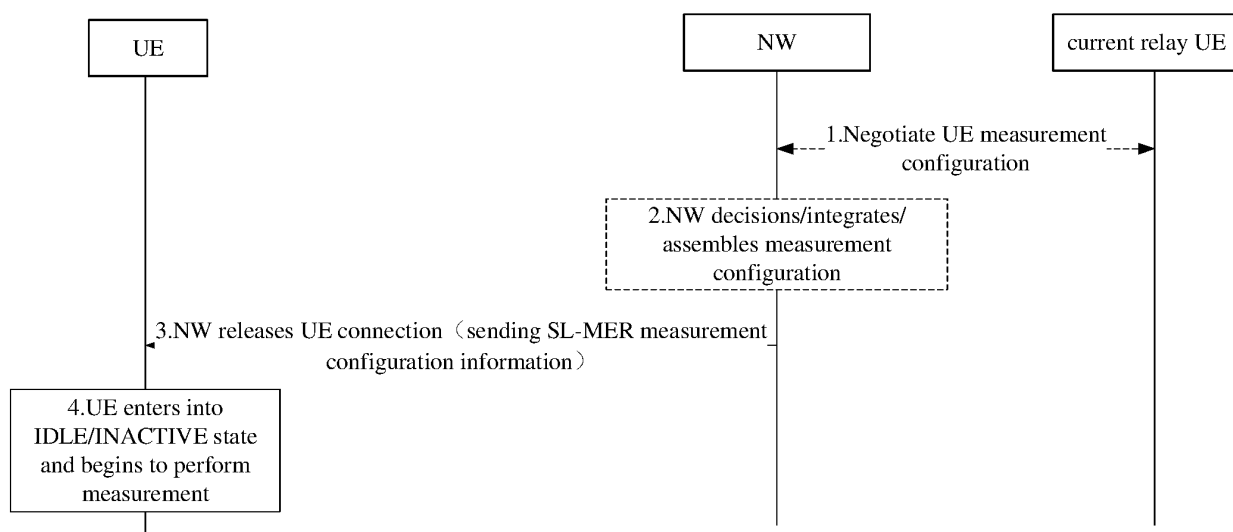 UE
NW
current relay UE
1.Negotiate UE measurement
configuration
2.NW decisions/integrates/
assembles measurement
configuration
3.NW releases UE connection（sending SL-MER measurement
configuration information）
4.UE enters into
IDLE/INACTIVE state
and begins to perform
measurement